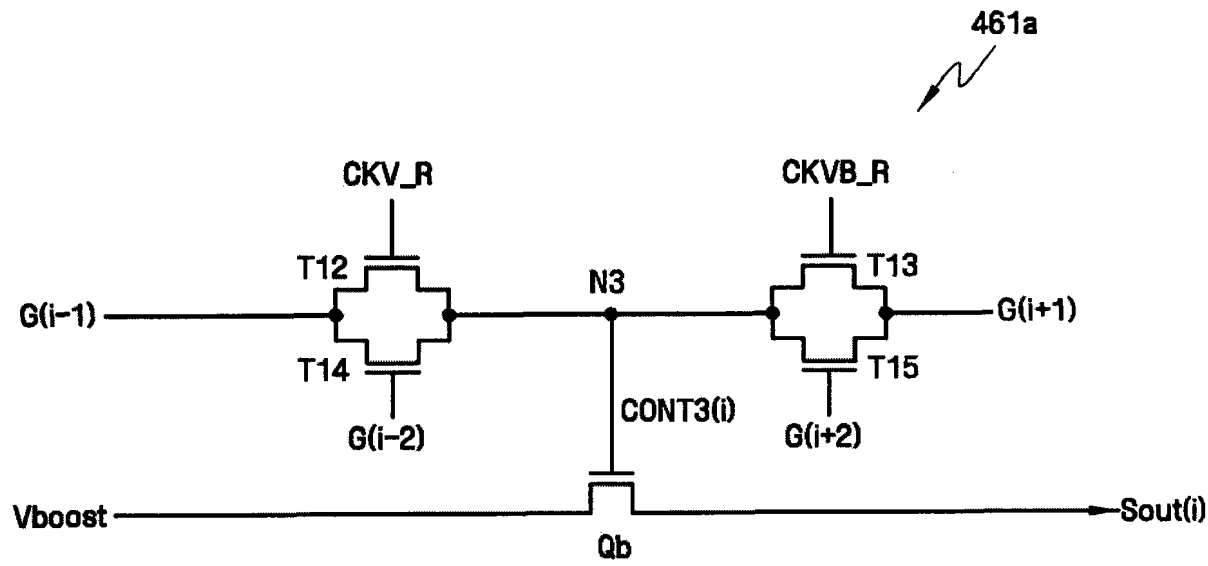 461a
CKV_R
CKVB_R
T12
N3
T13
G(i-1)
G(i+1)
T14
T15
CONT3(i)
G(i-2)
G(i+2)
Vboost
Sout(i)
Qb